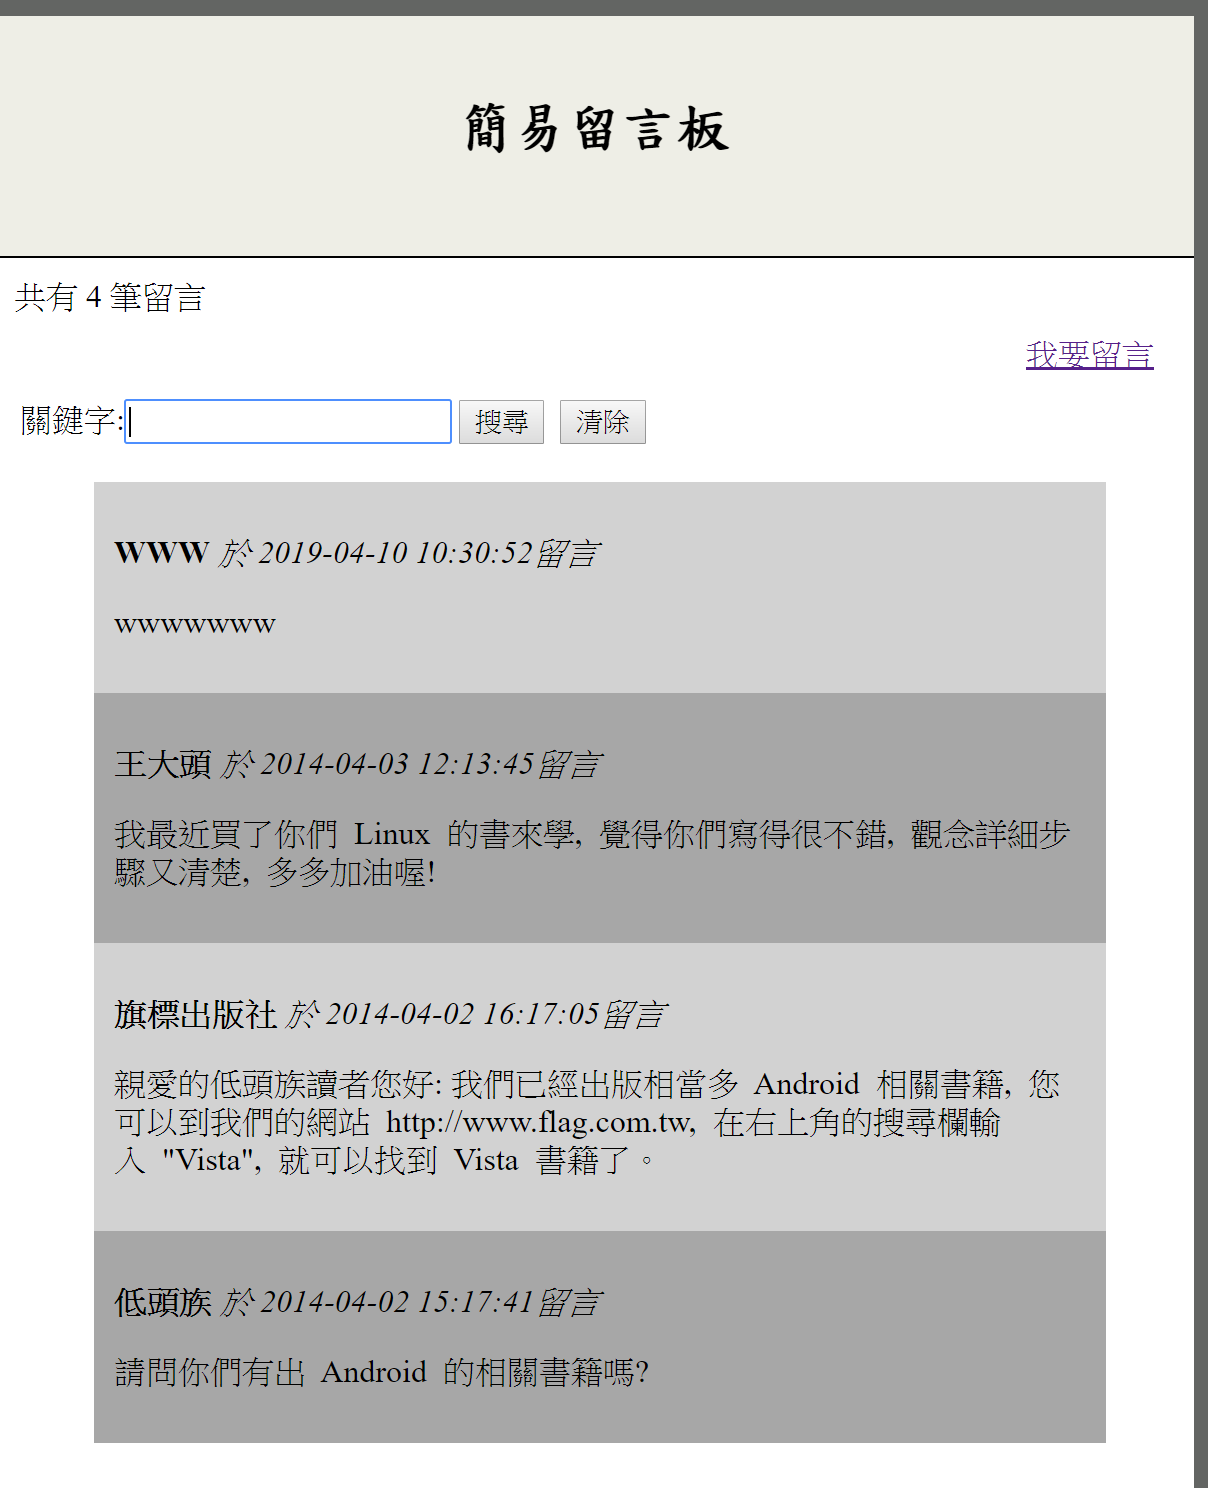 簡易留言板
共有 4 筆留言
我要留言
關鍵字: 搜尋 清除
WWW 於 2019-04-10 10:30:52留言
wwwwwww
王大頭 於 2014-04-03 12:13:45留言
我最近買了你們 Linux 的書來學, 覺得你們寫得很不錯, 觀念詳細步
驟又清楚, 多多加油喔!
旗標出版社 於 2014-04-02 16:17:05留言
親愛的低頭族讀者您好: 我們已經出版相當多 Android 相關書籍, 您
可以到我們的網站 http://www.flag.com.tw, 在右上角的搜尋欄輸
入 "Vista", 就可以找到 Vista 書籍了。
低頭族 於 2014-04-02 15:17:41留言
請問你們有出 Android 的相關書籍嗎?